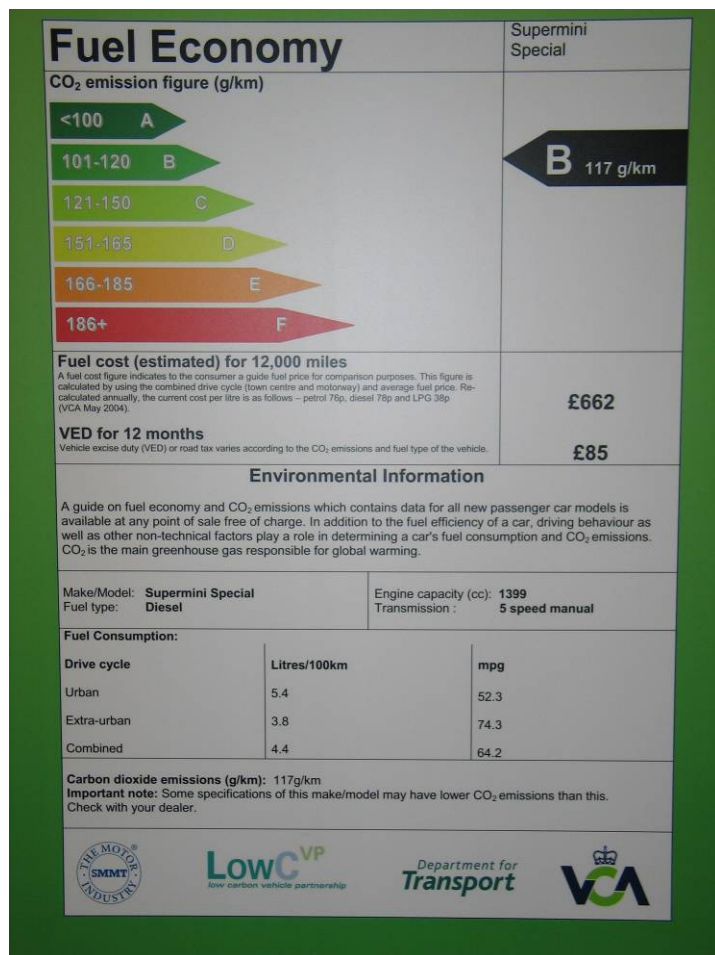 Fuel Economy
Supermini
Special
CO₂ emission figure (g/km)
<100 A
101-120 B
B 117 g/km
121-150 C
151-165 D
166-185 E
186+ F
Fuel cost (estimated) for 12,000 miles
A fuel cost figure indicates to the consumer a guide fuel price for comparison purposes. This figure is
calculated by using the combined drive cycle (town centre and motorway) and average fuel price. Re-
calculated annually, the current cost per litre is as follows – petrol 76p, diesel 78p and LPG 38p
(VCA May 2004).
£662
VED for 12 months
Vehicle excise duty (VED) or road tax varies according to the CO₂ emissions and fuel type of the vehicle.
£85
Environmental Information
A guide on fuel economy and CO₂ emissions which contains data for all new passenger car models is
available at any point of sale free of charge. In addition to the fuel efficiency of a car, driving behaviour as
well as other non-technical factors play a role in determining a car's fuel consumption and CO₂ emissions.
CO₂ is the main greenhouse gas responsible for global warming.
Make/Model: Supermini Special
Fuel type: Diesel
Engine capacity (cc): 1399
Transmission : 5 speed manual
Fuel Consumption:
Drive cycle Litres/100km mpg
Urban 5.4 52.3
Extra-urban 3.8 74.3
Combined 4.4 64.2
Carbon dioxide emissions (g/km): 117g/km
Important note: Some specifications of this make/model may have lower CO₂ emissions than this.
Check with your dealer.
THE MOTOR
SMMT
INDUSTRY
LowCVP
low carbon vehicle partnership
Department for
Transport
VCA